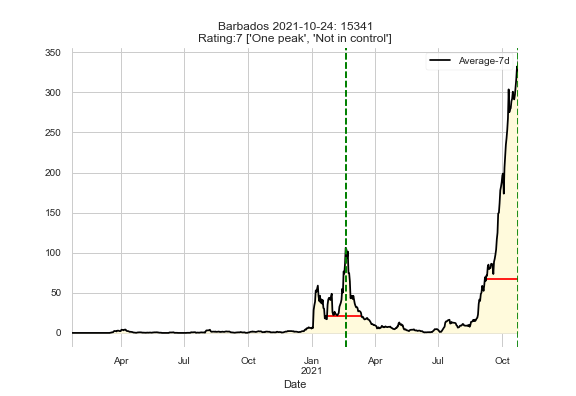 Barbados 2021-10-24: 15341
Rating:7 ['One peak', 'Not in control']
350
Average-7d
300
250
200
150
100
50
0
Apr Jul Oct Jan Apr Jul Oct
2021
Date